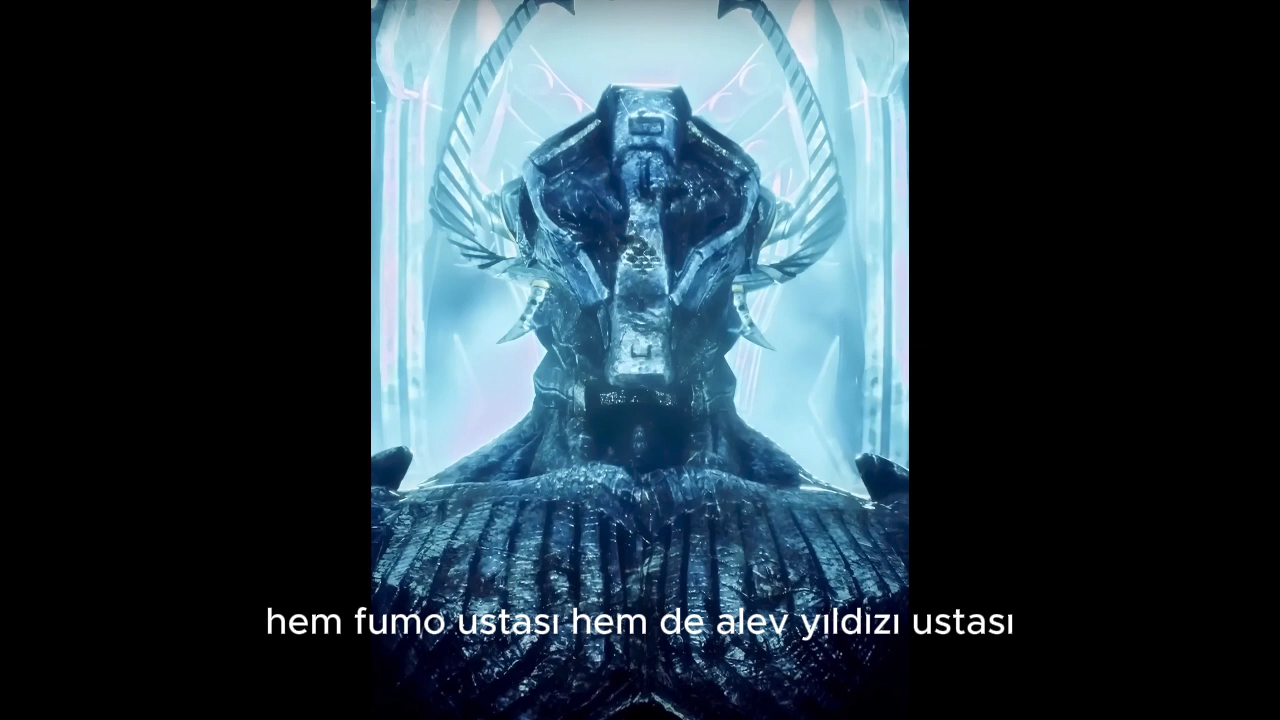 hem fumo ustası hem de alev yıldızı ustası